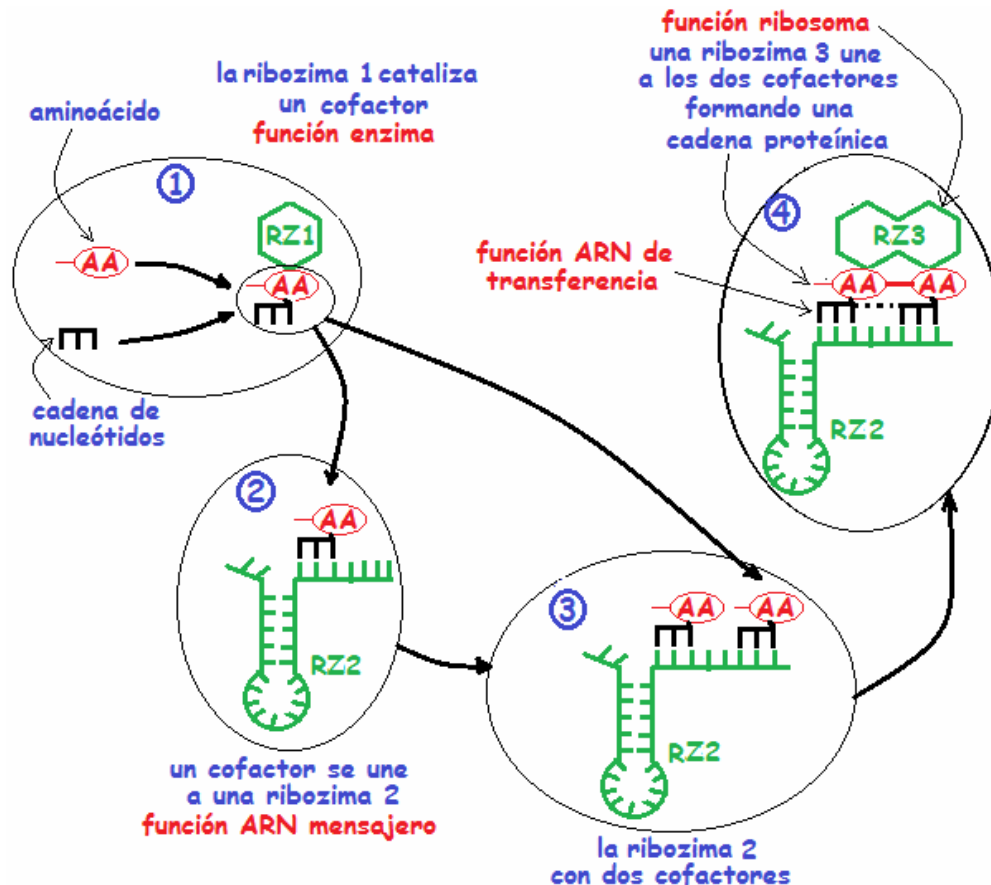 aminoácido
la ribozima 1 cataliza
un cofactor
función enzima
1
RZ1
AA
AA
cadena de
nucleótidos
2
AA
RZ2
un cofactor se une
a una ribozima 2
función ARN mensajero
3
AA
AA
RZ2
la ribozima 2
con dos cofactores
función ribosoma
una ribozima 3 une
a los dos cofactores
formando una
cadena proteínica
4
RZ3
función ARN de
transferencia
AA
AA
RZ2